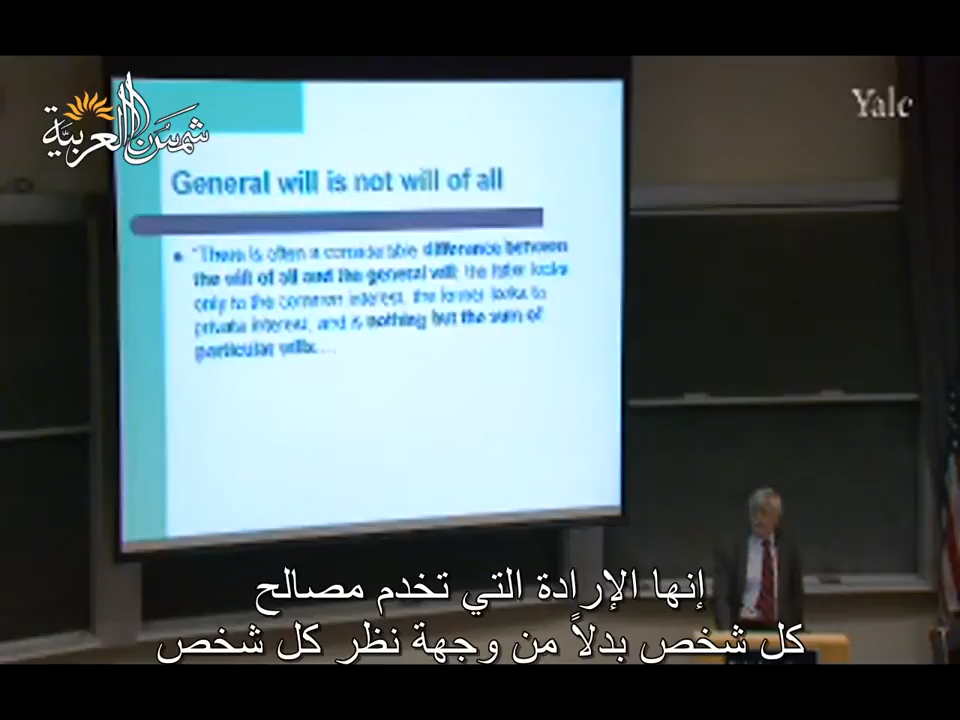 شمس العربية
Yale
General will is not will of all
• "There is often a considerable difference between
the will of all and the general will; the latter looks
only to the common interest, the former looks to
private interest, and is nothing but the sum of
particular wills….
إنها الإرادة التي تخدم مصالح
كل شخص بدلاً من وجهة نظر كل شخص